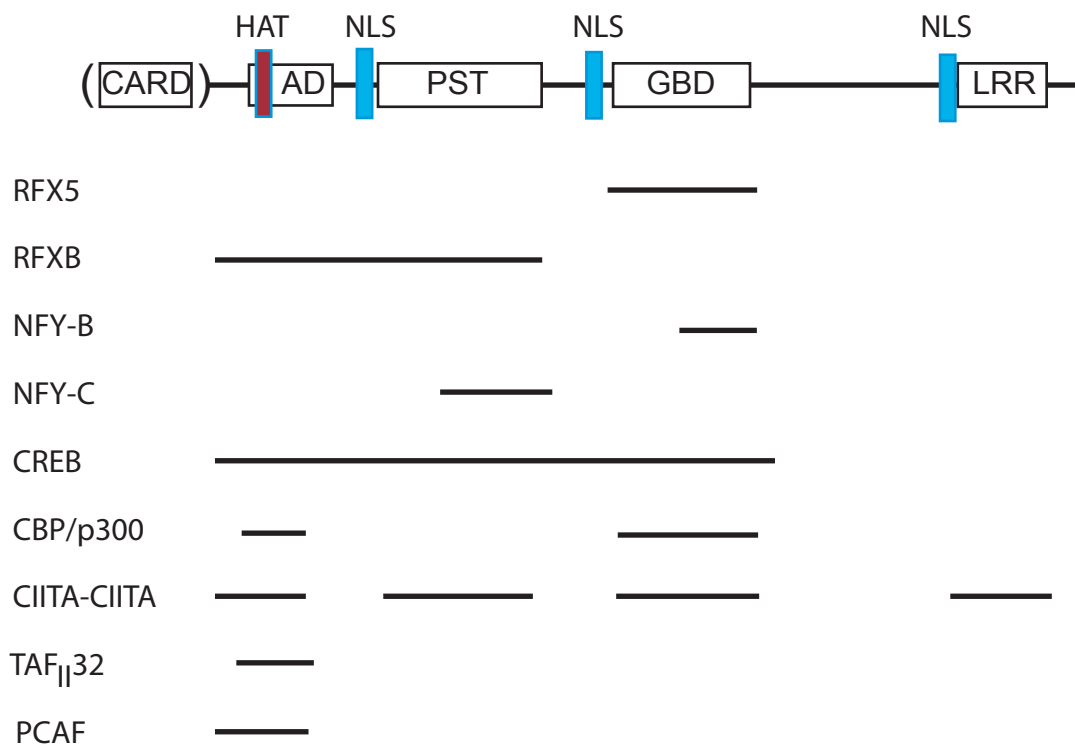 HAT NLS NLS NLS
(CARD) AD PST GBD LRR
RFX5
RFXB
NFY-B
NFY-C
CREB
CBP/p300
CIITA-CIITA
TAFII32
PCAF